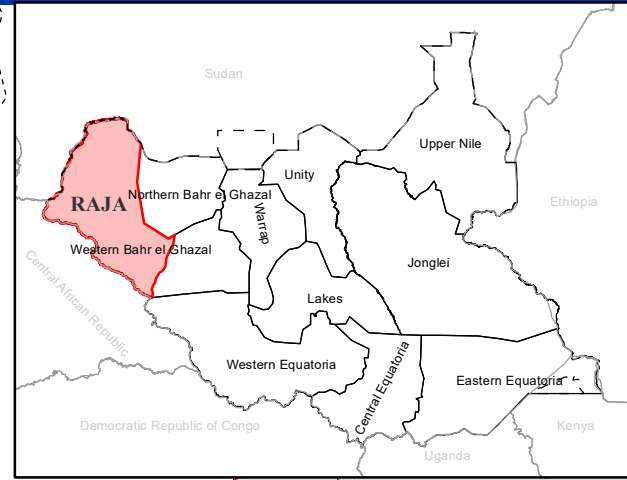 Sudan
Upper Nile
Unity
Northern Bahr el Ghazal
RAJA
Ethiopia
Warrap
Western Bahr el Ghazal
Jonglei
Central African Republic
Lakes
Western Equatoria
Central Equatoria
Eastern Equatoria
Democratic Republic of Congo
Kenya
Uganda